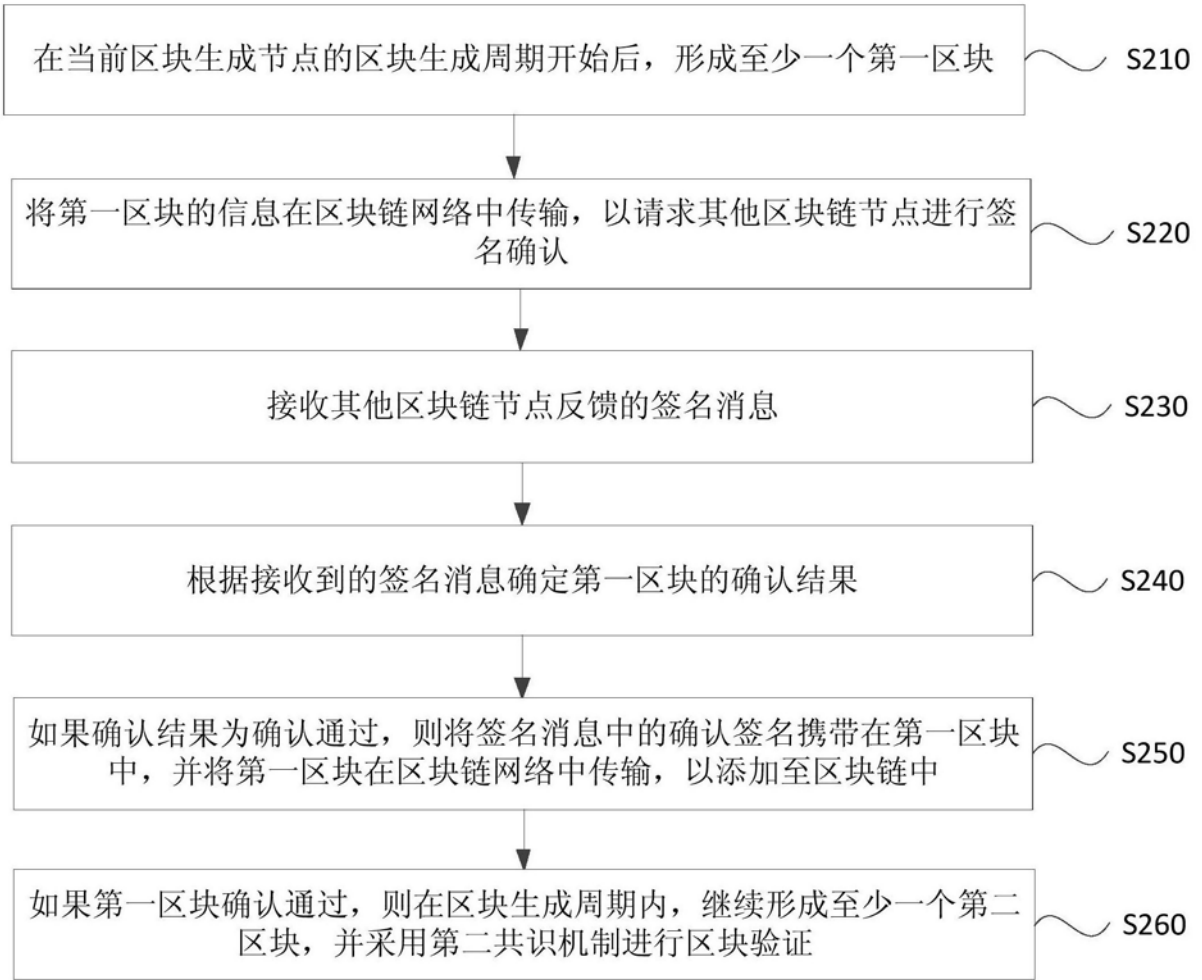 在当前区块生成节点的区块生成周期开始后，形成至少一个第一区块
S210
将第一区块的信息在区块链网络中传输，以请求其他区块链节点进行签
名确认
S220
接收其他区块链节点反馈的签名消息
S230
根据接收到的签名消息确定第一区块的确认结果
S240
如果确认结果为确认通过，则将签名消息中的确认签名携带在第一区块
中，并将第一区块在区块链网络中传输，以添加至区块链中
S250
如果第一区块确认通过，则在区块生成周期内，继续形成至少一个第二
区块，并采用第二共识机制进行区块验证
S260